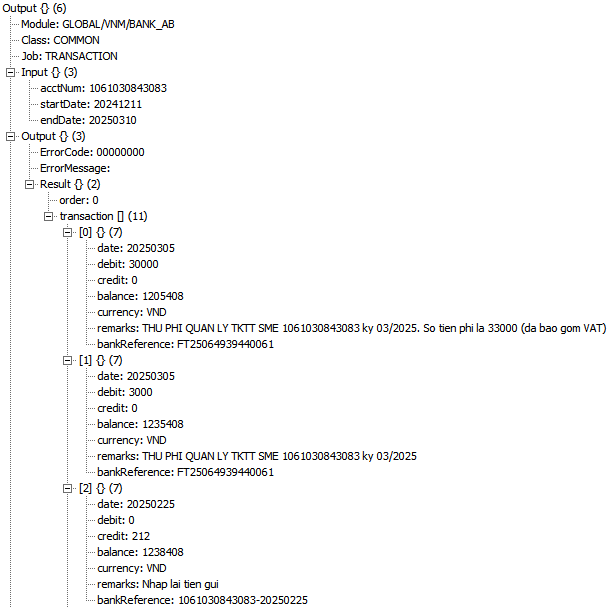 Output {} (6)
Module: GLOBAL/VNM/BANK_AB
Class: COMMON
Job: TRANSACTION
Input {} (3)
acctNum: 1061030843083
startDate: 20241211
endDate: 20250310
Output {} (3)
ErrorCode: 00000000
ErrorMessage:
Result {} (2)
order: 0
transaction [] (11)
[0] {} (7)
date: 20250305
debit: 30000
credit: 0
balance: 1205408
currency: VND
remarks: THU PHI QUAN LY TKTT SME 1061030843083 ky 03/2025. So tien phi la 33000 (da bao gom VAT)
bankReference: FT25064939440061
[1] {} (7)
date: 20250305
debit: 3000
credit: 0
balance: 1235408
currency: VND
remarks: THU PHI QUAN LY TKTT SME 1061030843083 ky 03/2025
bankReference: FT25064939440061
[2] {} (7)
date: 20250225
debit: 0
credit: 212
balance: 1238408
currency: VND
remarks: Nhap lai tien gui
bankReference: 1061030843083-20250225